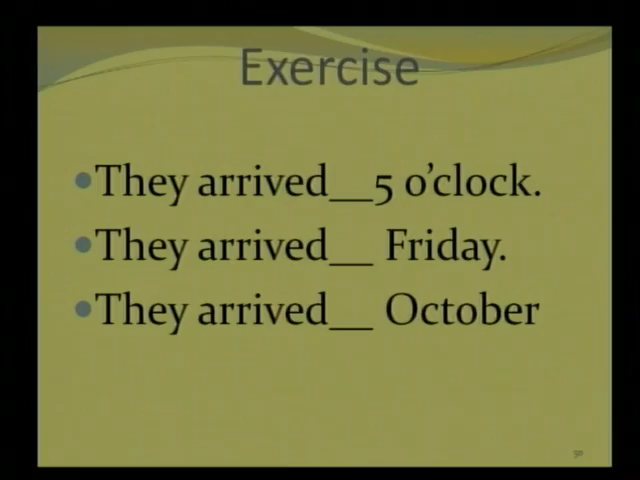 Exercise
They arrived__5 o’clock.
They arrived__ Friday.
They arrived__ October